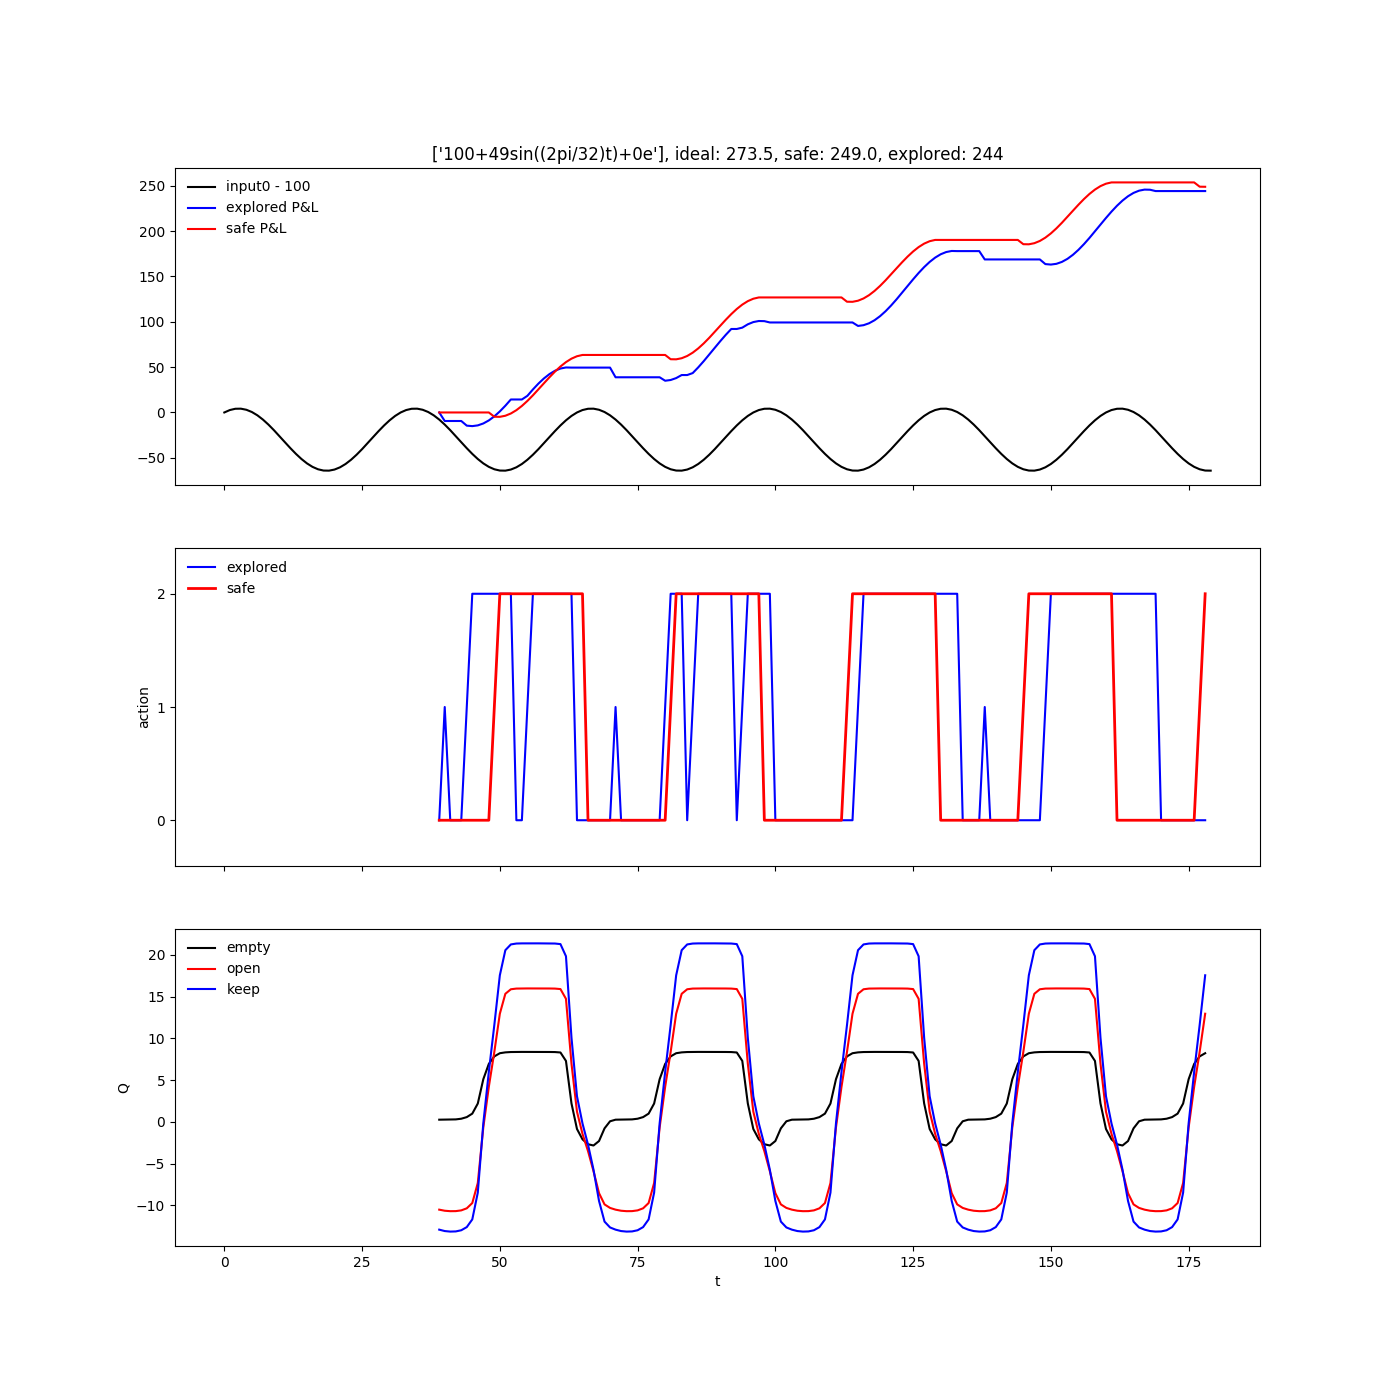 ['100+49sin((2pi/32)t)+0e'], ideal: 273.5, safe: 249.0, explored: 244
input0 - 100
explored P&L
safe P&L
250
200
150
100
50
0
−50
explored
safe
2
1
0
action
empty
open
keep
20
15
10
5
0
−5
−10
Q
0 25 50 75 100 125 150 175
t